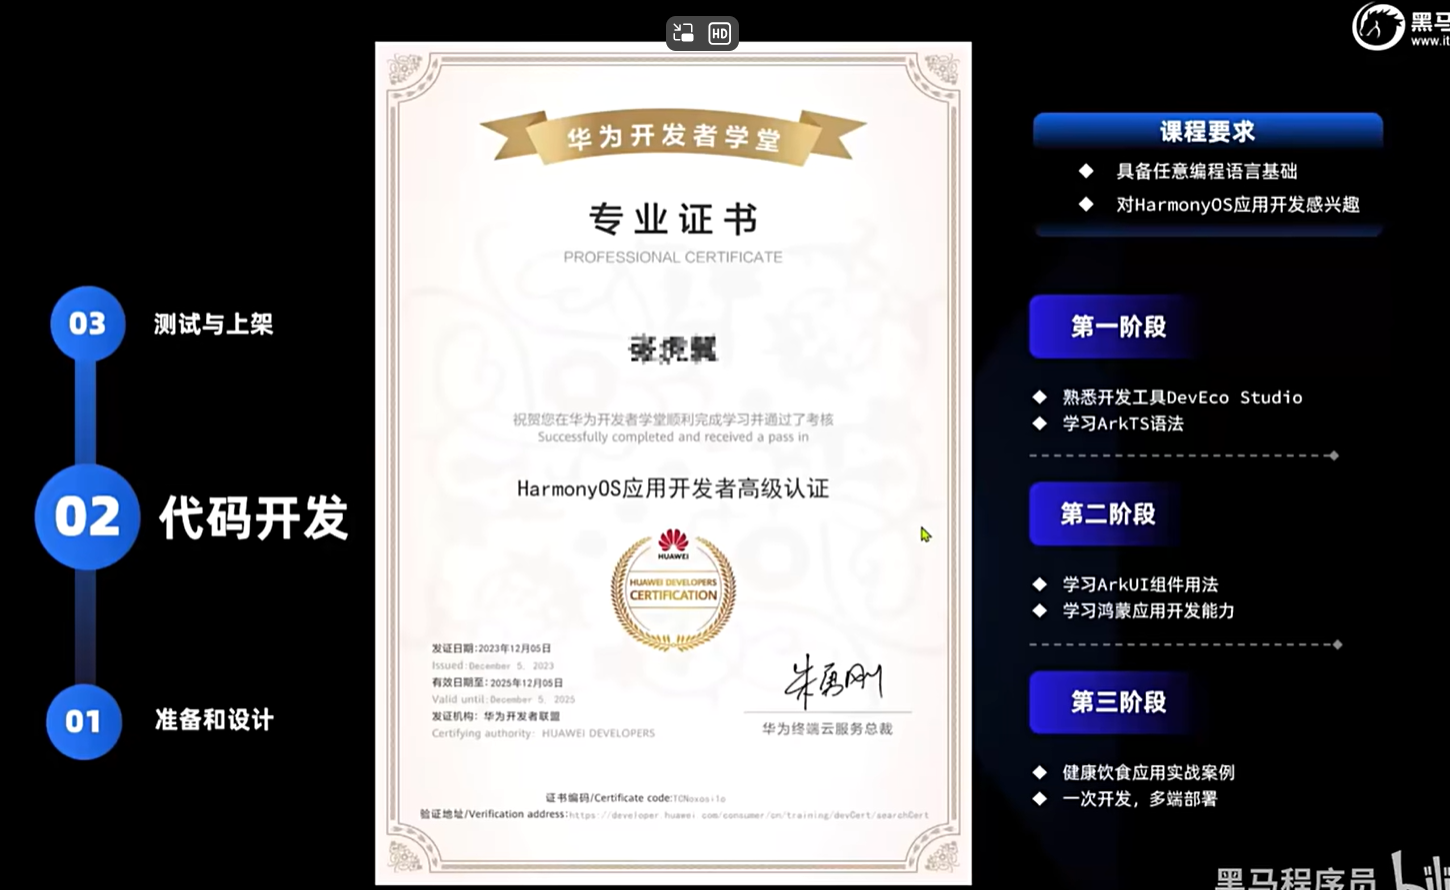 HD
黑马
www.it
华为开发者学堂
专业证书
PROFESSIONAL CERTIFICATE
祝贺您在华为开发者学堂顺利完成学习并通过了考核
Successfully completed and received a pass in
HarmonyOS应用开发者高级认证
HUAWEI
HUAWEI DEVELOPERS
CERTIFICATION
发证日期:2023年12月05日
Issued:December 5, 2023
有效日期至: 2025年12月05日
Valid until:December 5, 2025
发证机构: 华为开发者联盟
Certifying authority: HUAWEI DEVELOPERS
朱勇刚
华为终端云服务总裁
证书编码/Certificate code:
验证地址/Verification address:https://developer.huawei.com/consumer/cn/training/devCert/searchCert
03 测试与上架
02 代码开发
01 准备和设计
课程要求
◆ 具备任意编程语言基础
◆ 对HarmonyOS应用开发感兴趣
第一阶段
◆ 熟悉开发工具DevEco Studio
◆ 学习ArkTS语法
第二阶段
◆ 学习ArkUI组件用法
◆ 学习鸿蒙应用开发能力
第三阶段
◆ 健康饮食应用实战案例
◆ 一次开发，多端部署
黑马程序员 bili